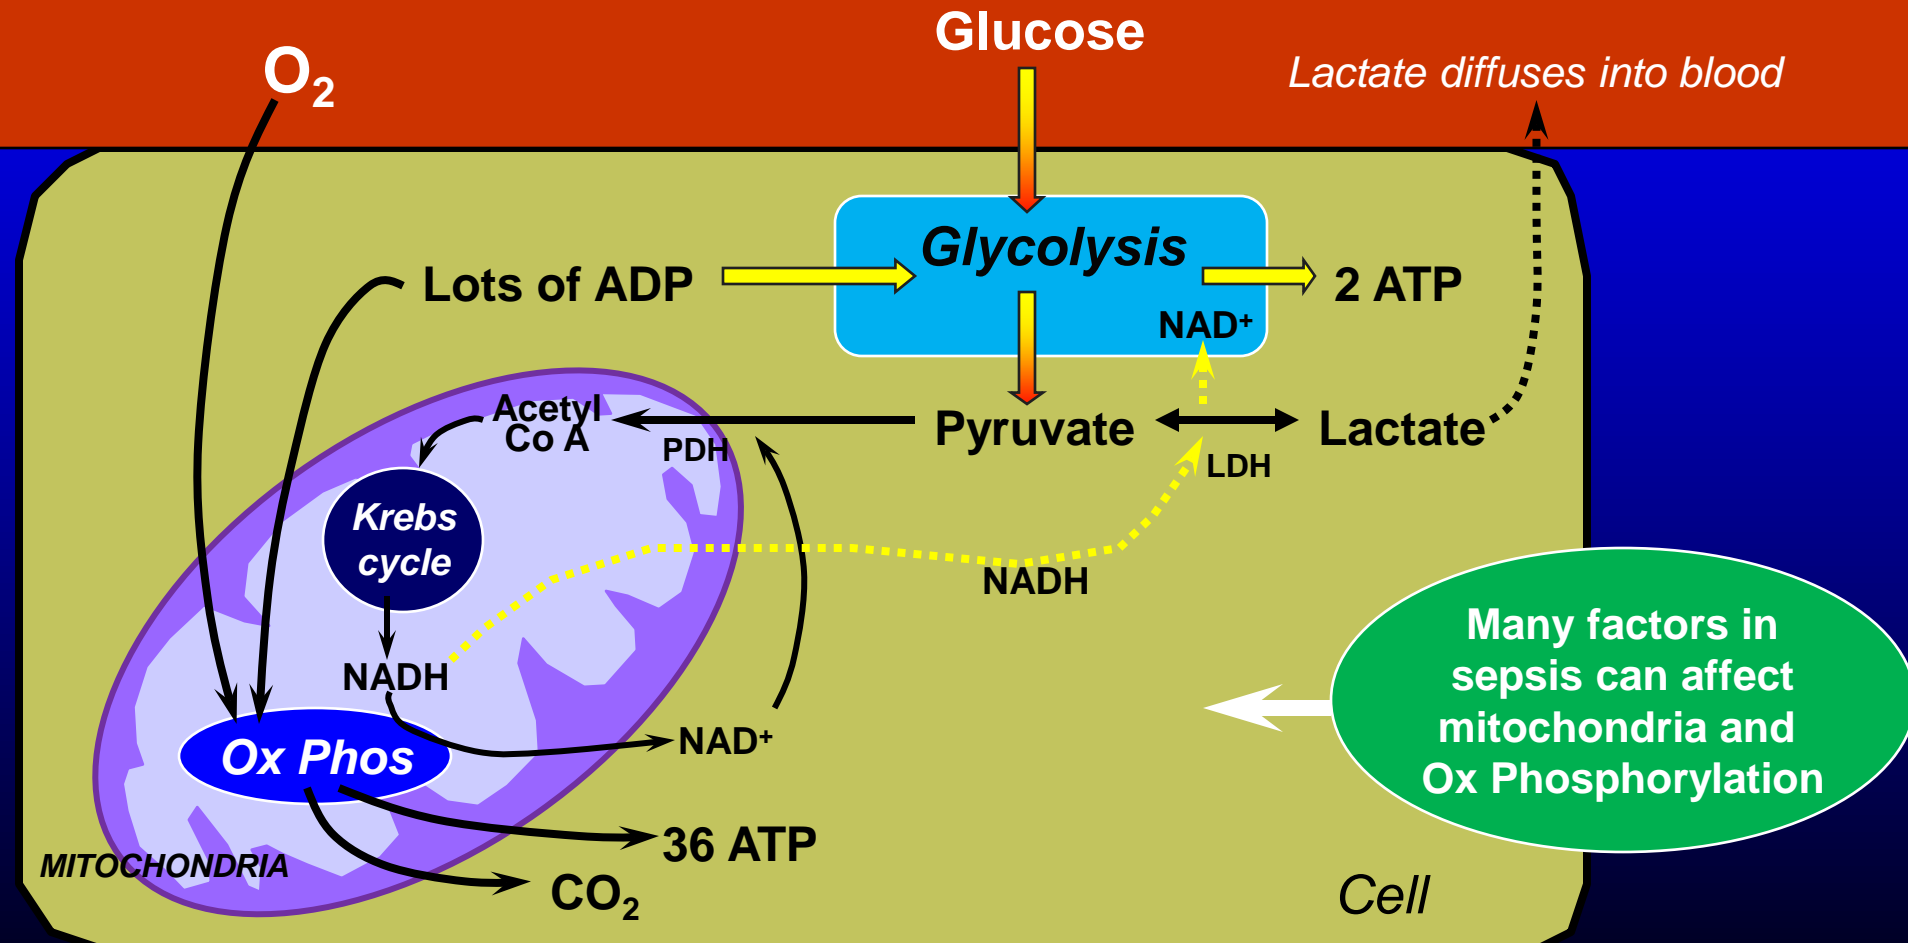 Glucose
O₂
Lactate diffuses into blood
Glycolysis
Lots of ADP
2 ATP
NAD⁺
Acetyl
Co A
PDH
Pyruvate
Lactate
LDH
Krebs
cycle
NADH
NADH
Many factors in
sepsis can affect
mitochondria and
Ox Phosphorylation
NAD⁺
Ox Phos
36 ATP
MITOCHONDRIA
CO₂
Cell